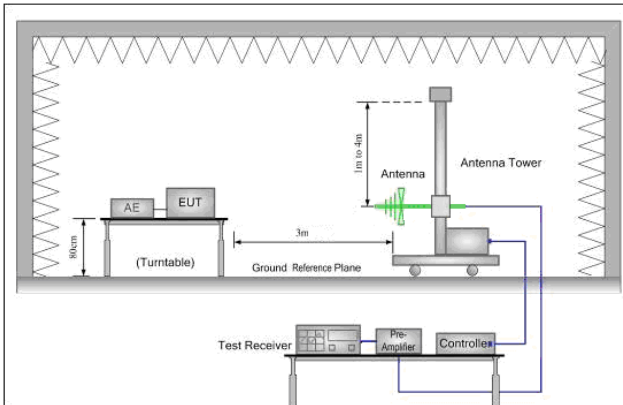 1m to 4m
Antenna
Antenna Tower
AE
EUT
80cm
(Turntable)
3m
Ground Reference Plane
Test Receiver
Pre-
Amplifier
Controller